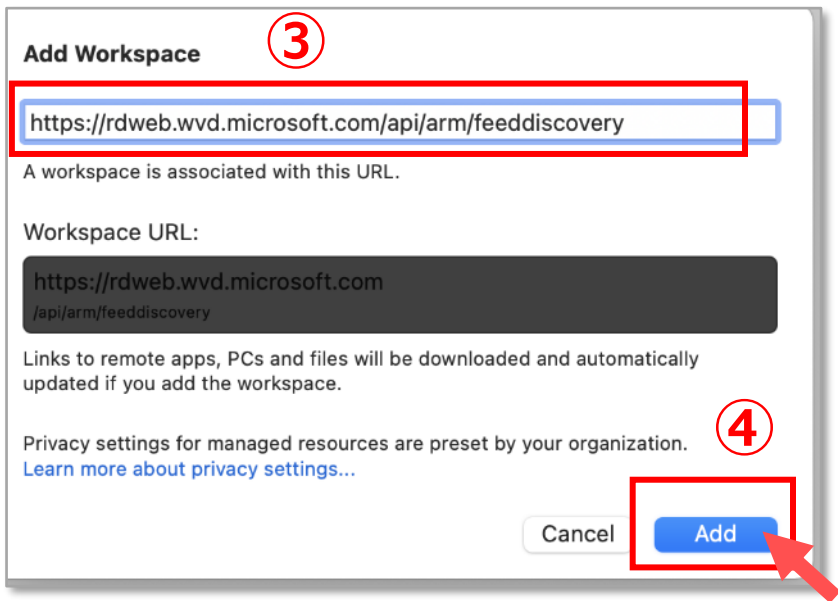 Add Workspace
③
https://rdweb.wvd.microsoft.com/api/arm/feeddiscovery
A workspace is associated with this URL.
Workspace URL:
https://rdweb.wvd.microsoft.com
/api/arm/feeddiscovery
Links to remote apps, PCs and files will be downloaded and automatically
updated if you add the workspace.
④
Privacy settings for managed resources are preset by your organization.
Learn more about privacy settings...
Cancel Add